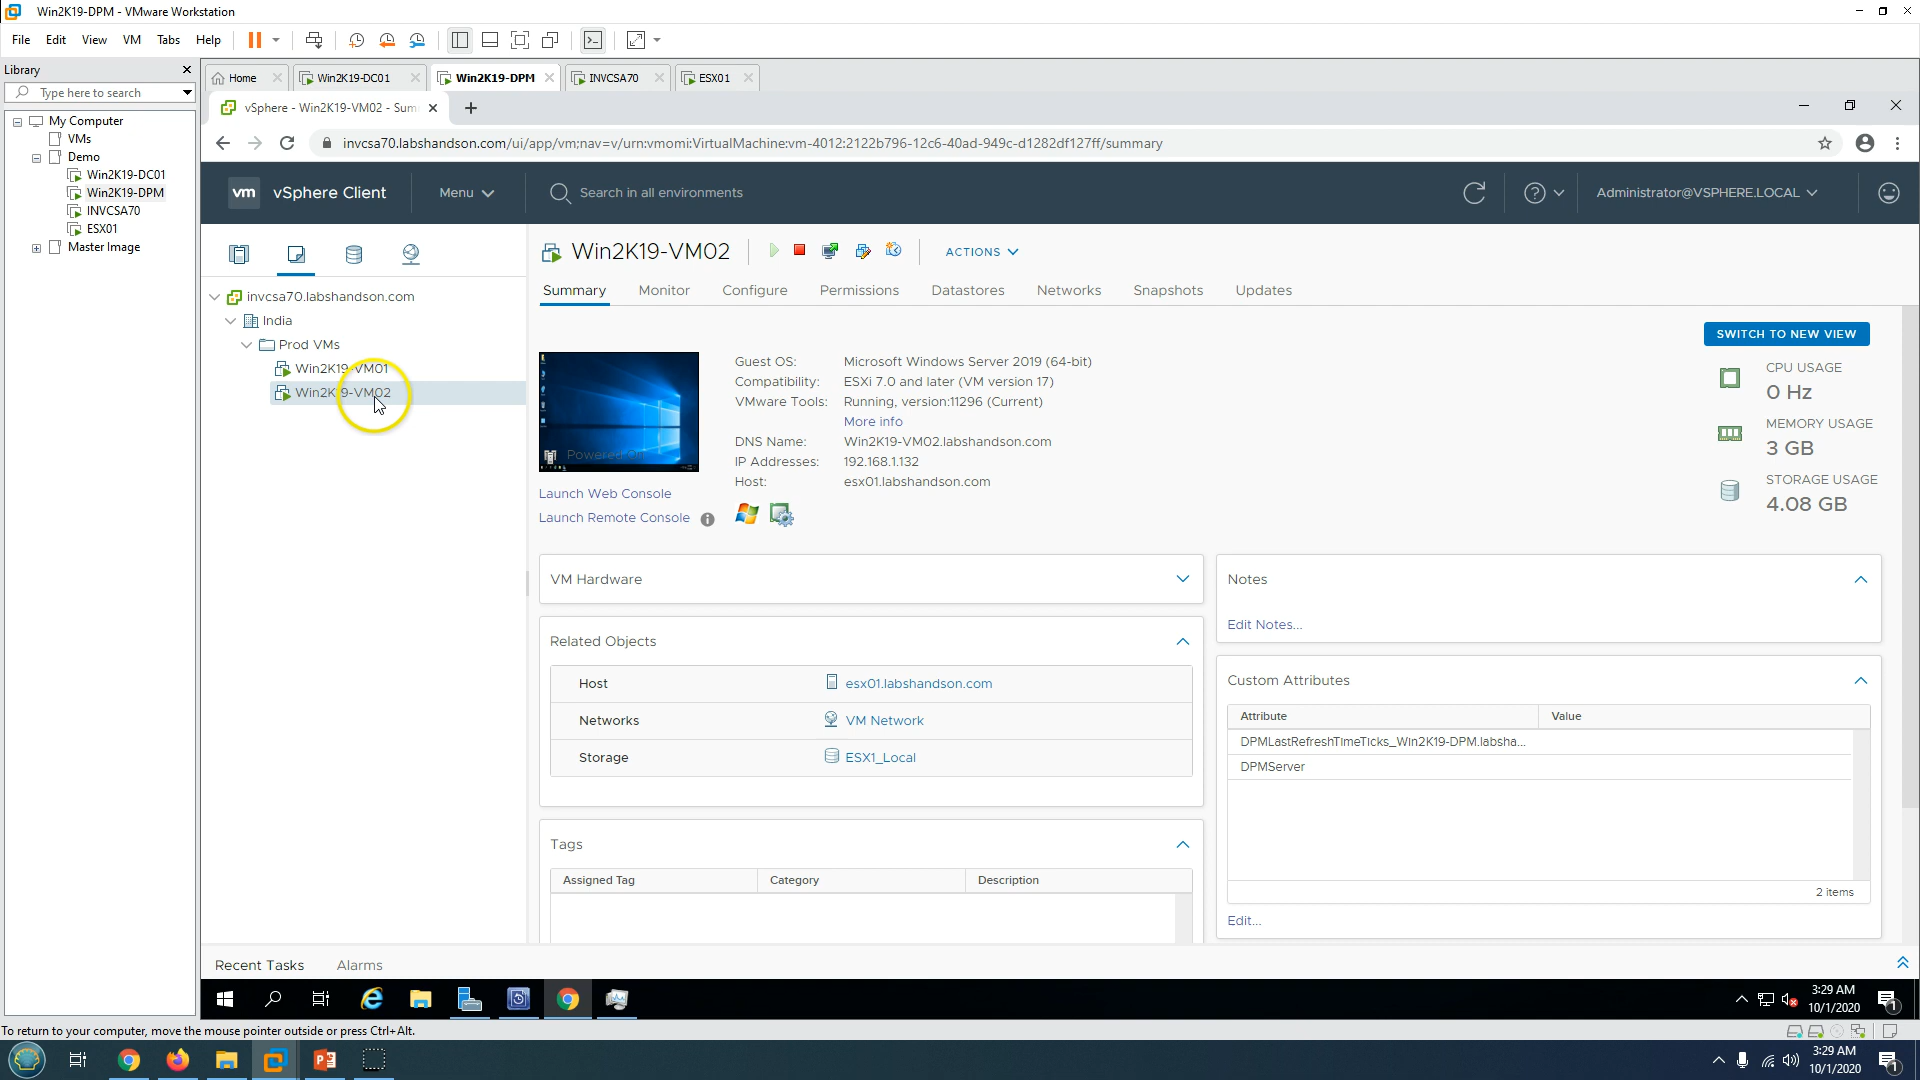 Win2K19-DPM - VMware Workstation
File Edit View VM Tabs Help
Library
Type here to search
My Computer
VMs
Demo
Win2K19-DC01
Win2K19-DPM
INVCSA70
ESX01
Master Image
Home
Win2K19-DC01
Win2K19-DPM
INVCSA70
ESX01
vSphere - Win2K19-VM02 - Sum
invcsa70.labshandson.com/ui/app/vm;nav=v/urn:vmomi:VirtualMachine:vm-4012:2122b796-12c6-40ad-949c-d1282df127ff/summary
vm vSphere Client
Menu
Search in all environments
Administrator@VSPHERE.LOCAL
invcsa70.labshandson.com
India
Prod VMs
Win2K19-VM01
Win2K19-VM02
Win2K19-VM02
ACTIONS
Summary Monitor Configure Permissions Datastores Networks Snapshots Updates
SWITCH TO NEW VIEW
Powered On
Launch Web Console
Launch Remote Console
Guest OS: Microsoft Windows Server 2019 (64-bit)
Compatibility: ESXi 7.0 and later (VM version 17)
VMware Tools: Running, version:11296 (Current)
More info
DNS Name: Win2K19-VM02.labshandson.com
IP Addresses: 192.168.1.132
Host: esx01.labshandson.com
CPU USAGE
0 Hz
MEMORY USAGE
3 GB
STORAGE USAGE
4.08 GB
VM Hardware
Related Objects
Host esx01.labshandson.com
Networks VM Network
Storage ESX1_Local
Tags
Assigned Tag Category Description
Notes
Edit Notes...
Custom Attributes
Attribute Value
DPMLastRefreshTimeTicks_Win2K19-DPM.labsha...
DPMServer
2 items
Edit...
Recent Tasks Alarms
3:29 AM
10/1/2020
1
To return to your computer, move the mouse pointer outside or press Ctrl+Alt.
3:29 AM
10/1/2020
1